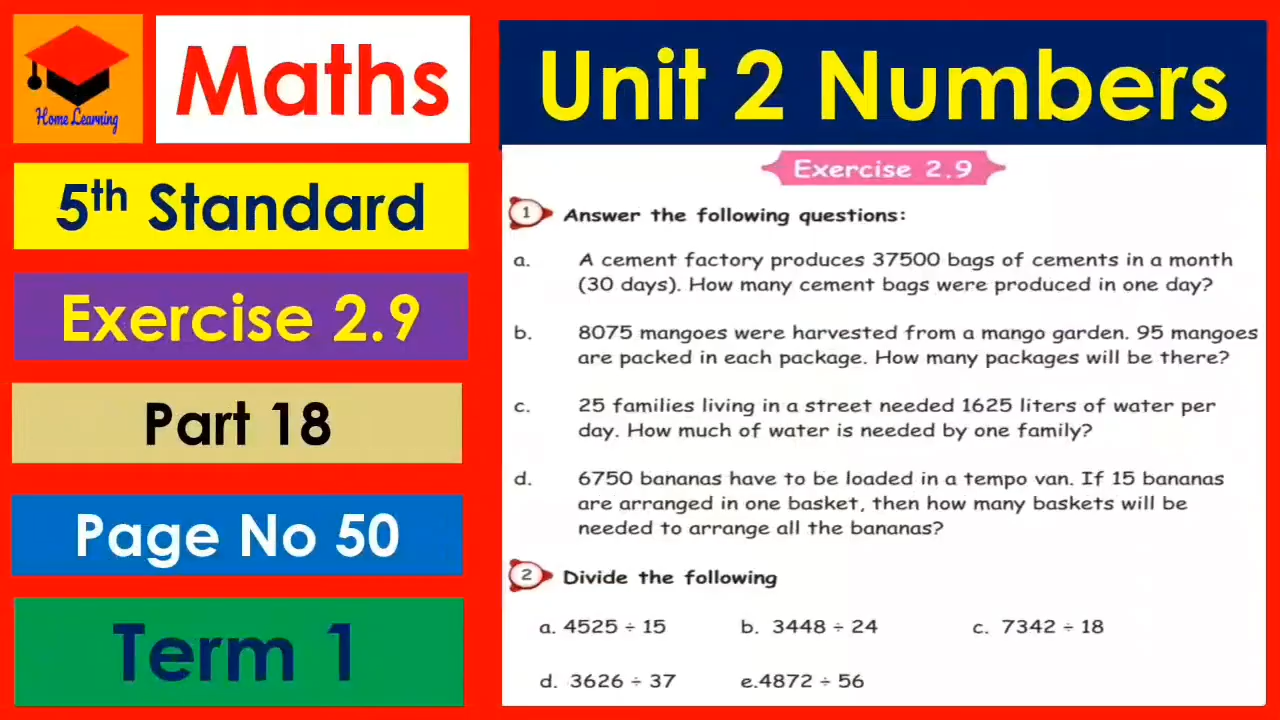 Home Learning
Maths
5th Standard
Exercise 2.9
Part 18
Page No 50
Term 1
Unit 2 Numbers
Exercise 2.9
1 Answer the following questions:
a. A cement factory produces 37500 bags of cements in a month
(30 days). How many cement bags were produced in one day?
b. 8075 mangoes were harvested from a mango garden. 95 mangoes
are packed in each package. How many packages will be there?
c. 25 families living in a street needed 1625 liters of water per
day. How much of water is needed by one family?
d. 6750 bananas have to be loaded in a tempo van. If 15 bananas
are arranged in one basket, then how many baskets will be
needed to arrange all the bananas?
2 Divide the following
a. 4525 ÷ 15 b. 3448 ÷ 24 c. 7342 ÷ 18
d. 3626 ÷ 37 e.4872 ÷ 56